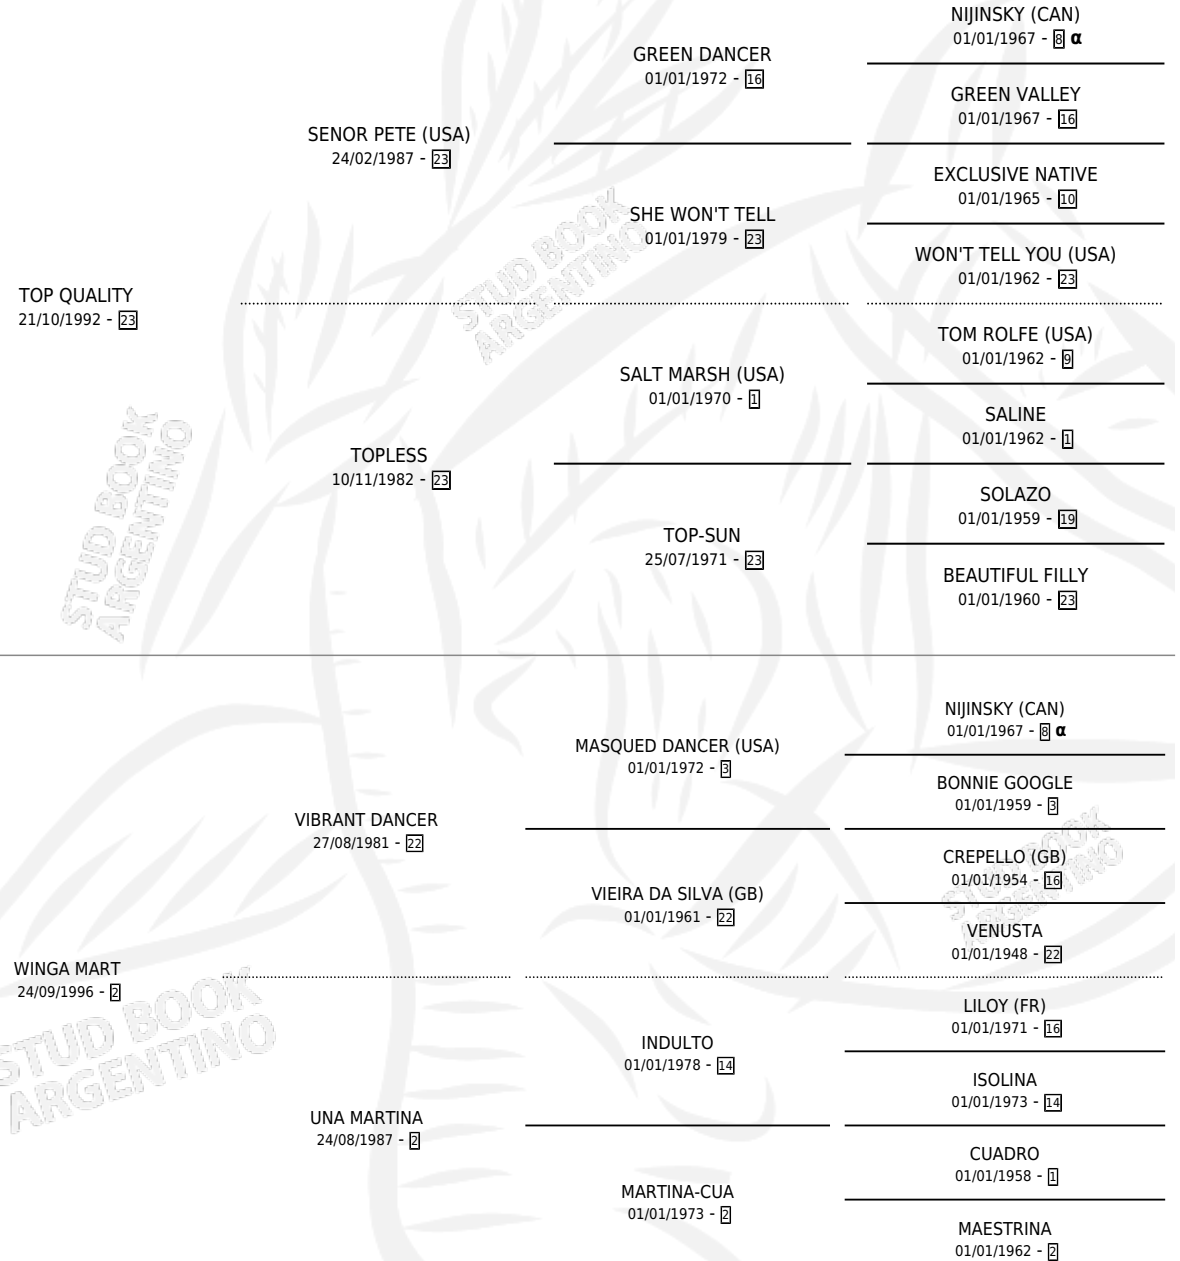 NIJINSKY (CAN)
01/01/1967 - 8 α
GREEN DANCER
01/01/1972 - 16
GREEN VALLEY
01/01/1967 - 16
SENOR PETE (USA)
24/02/1987 - 23
EXCLUSIVE NATIVE
01/01/1965 - 10
SHE WON'T TELL
01/01/1979 - 23
WON'T TELL YOU (USA)
01/01/1962 - 23
STUD BOOK
ARGENTINO
TOP QUALITY
21/10/1992 - 23
TOM ROLFE (USA)
01/01/1962 - 9
SALT MARSH (USA)
01/01/1970 - 1
SALINE
01/01/1962 - 1
TOPLESS
10/11/1982 - 23
SOLAZO
01/01/1959 - 19
TOP-SUN
25/07/1971 - 23
BEAUTIFUL FILLY
01/01/1960 - 23
STUD BOOK
ARGENTINO
NIJINSKY (CAN)
01/01/1967 - 8 α
MASQUED DANCER (USA)
01/01/1972 - 3
BONNIE GOOGLE
01/01/1959 - 3
VIBRANT DANCER
27/08/1981 - 22
CREPELLO (GB)
01/01/1954 - 16
VIEIRA DA SILVA (GB)
01/01/1961 - 22
VENUSTA
01/01/1948 - 22
STUD BOOK
ARGENTINO
WINGA MART
24/09/1996 - 2
LILOY (FR)
01/01/1971 - 16
INDULTO
01/01/1978 - 14
ISOLINA
01/01/1973 - 14
STUD BOOK
ARGENTINO
UNA MARTINA
24/08/1987 - 2
CUADRO
01/01/1958 - 1
MARTINA-CUA
01/01/1973 - 2
MAESTRINA
01/01/1962 - 2